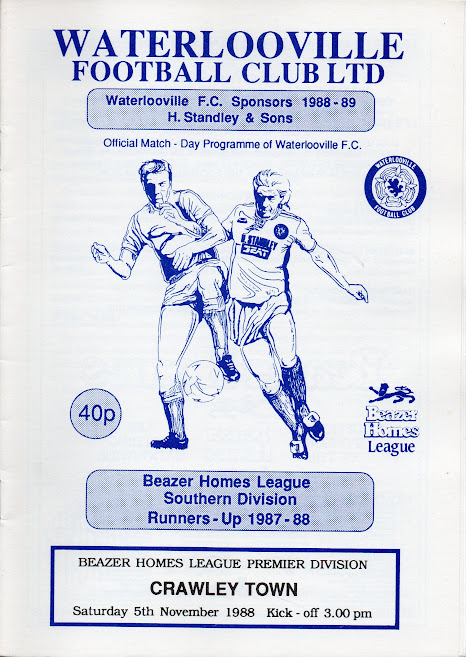 WATERLOOVILLE
FOOTBALL CLUB LTD
Waterlooville F.C. Sponsors 1988-89
H. Standley & Sons
Official Match - Day Programme of Waterlooville F.C.
WATERLOOVILLE
FOOTBALL CLUB
H. STANDLEY
SEAT
40p
Beazer
Homes
League
Beazer Homes League
Southern Division
Runners-Up 1987-88
BEAZER HOMES LEAGUE PREMIER DIVISION
CRAWLEY TOWN
Saturday 5th November 1988 Kick - off 3.00 pm